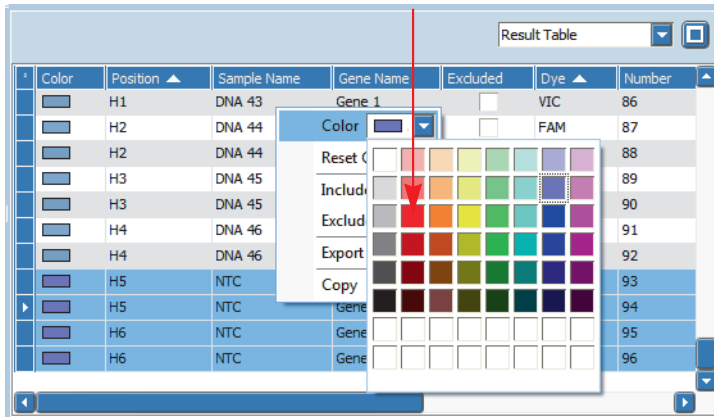 Result Table
Color Position Sample Name Gene Name Excluded Dye Number
H1 DNA 43 Gene 1 VIC 86
H2 DNA 44 Color FAM 87
H2 DNA 44 Reset 88
H3 DNA 45 89
H3 DNA 45 90
H4 DNA 46 91
H4 DNA 46 Export 92
H5 NTC Copy 93
H5 NTC Gene 94
H6 NTC Gene 95
H6 NTC Gene 96